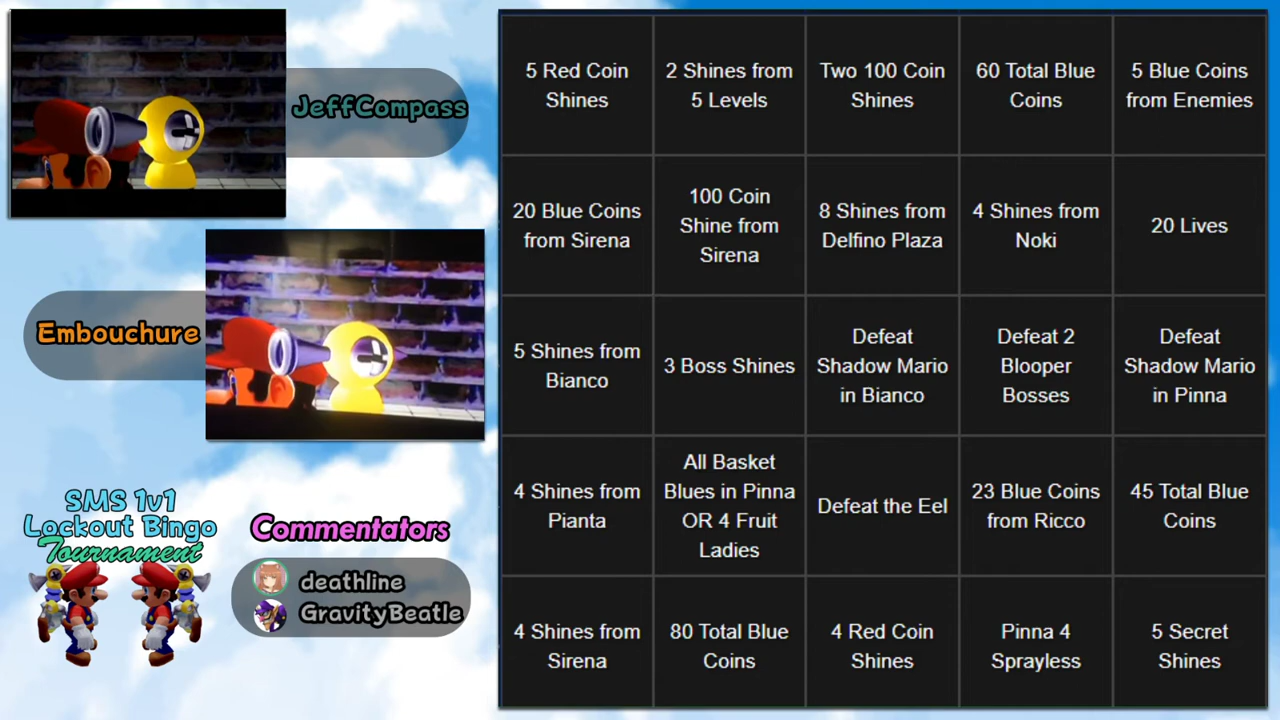 JeffCompass
Embouchure
SMS 1v1
Lockout Bingo
Tournament
Commentators
deathline
GravityBeatle
5 Red Coin
Shines
2 Shines from
5 Levels
Two 100 Coin
Shines
60 Total Blue
Coins
5 Blue Coins
from Enemies
20 Blue Coins
from Sirena
100 Coin
Shine from
Sirena
8 Shines from
Delfino Plaza
4 Shines from
Noki
20 Lives
5 Shines from
Bianco
3 Boss Shines
Defeat
Shadow Mario
in Bianco
Defeat 2
Blooper
Bosses
Defeat
Shadow Mario
in Pinna
4 Shines from
Pianta
All Basket
Blues in Pinna
OR 4 Fruit
Ladies
Defeat the Eel
23 Blue Coins
from Ricco
45 Total Blue
Coins
4 Shines from
Sirena
80 Total Blue
Coins
4 Red Coin
Shines
Pinna 4
Sprayless
5 Secret
Shines